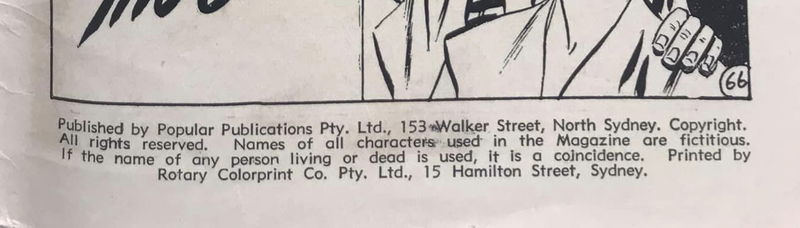 66
Published by Popular Publications Pty. Ltd., 153 Walker Street, North Sydney. Copyright.
All rights reserved. Names of all characters used in the Magazine are fictitious.
If the name of any person living or dead is used, it is a coincidence. Printed by
Rotary Colorprint Co. Pty. Ltd., 15 Hamilton Street, Sydney.